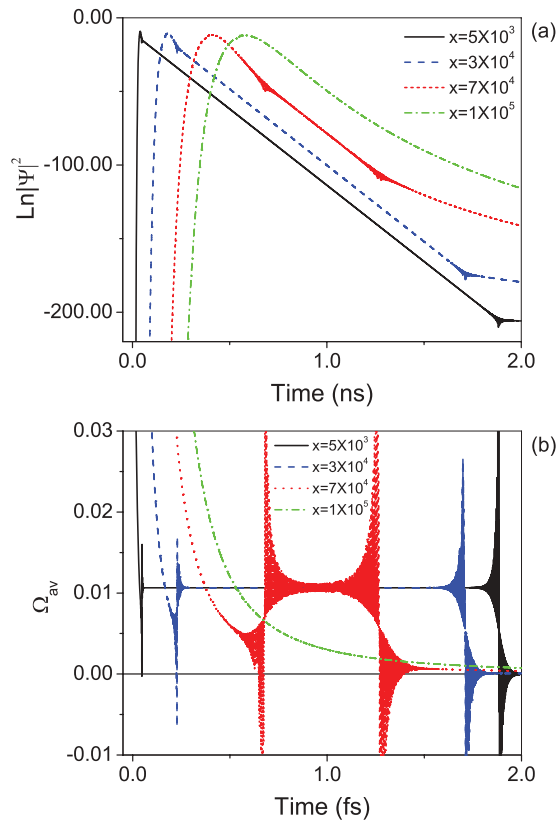 (a)
0.00
-100.00
-200.00
Ln|Ψ|²
x=5X10³
x=3X10⁴
x=7X10⁴
x=1X10⁵
0.0 1.0 2.0
Time (ns)
(b)
0.03
0.02
0.01
0.00
-0.01
Ωav
x=5X10³
x=3X10⁴
x=7X10⁴
x=1X10⁵
0.0 1.0 2.0
Time (fs)